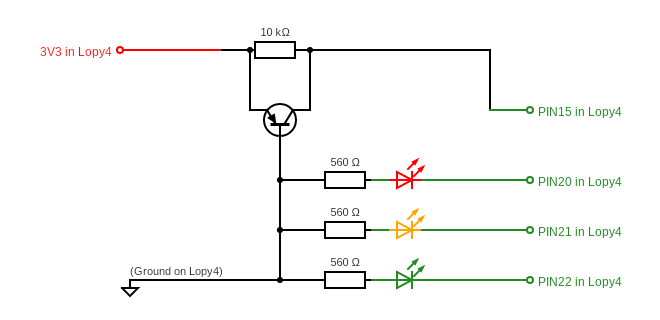 10 kΩ
3V3 in Lopy4
PIN15 in Lopy4
560 Ω
PIN20 in Lopy4
560 Ω
PIN21 in Lopy4
560 Ω
(Ground on Lopy4)
PIN22 in Lopy4